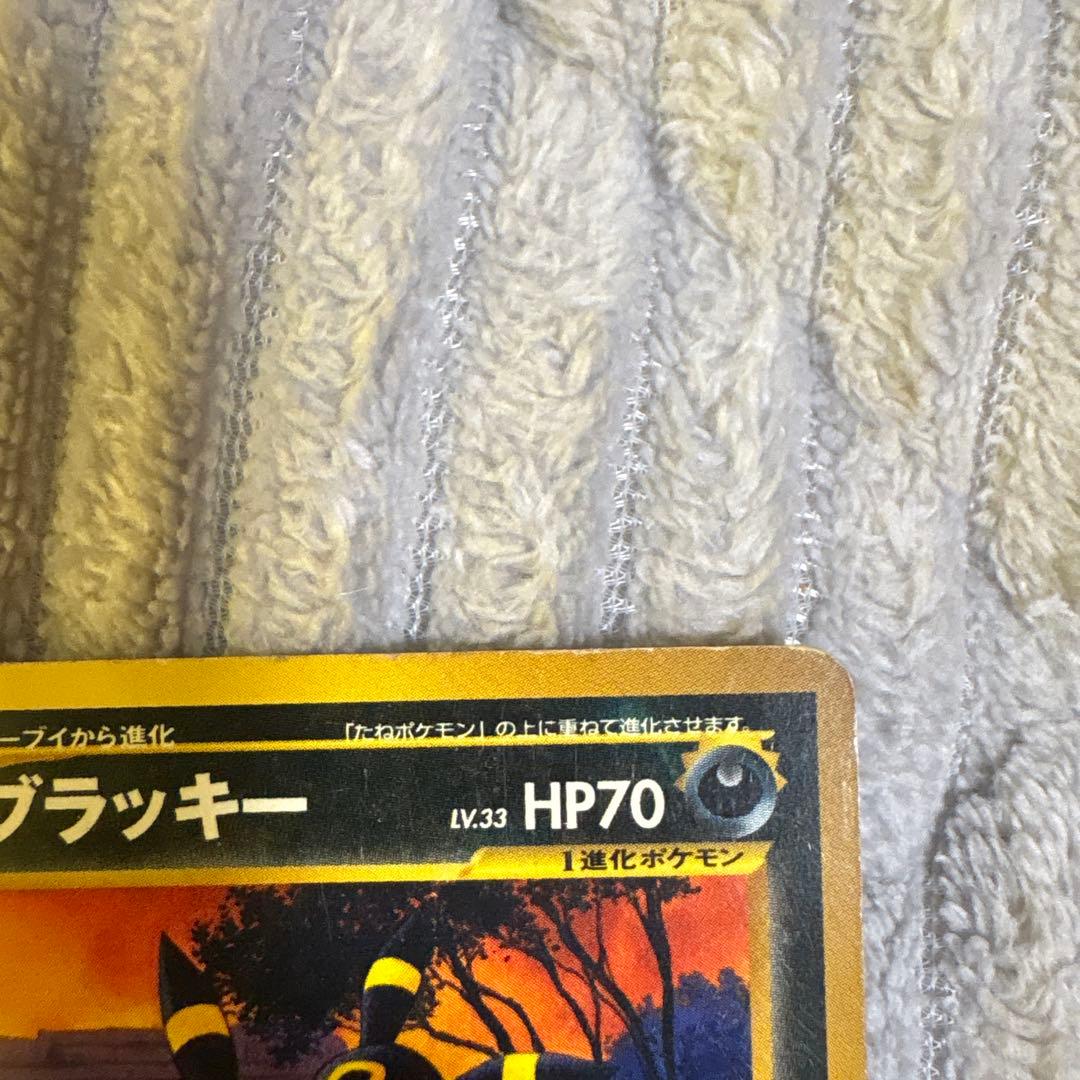 ーブイから進化
「たねポケモン」の上に重ねて進化させます。
ブラッキー
LV.33 HP70
1進化ポケモン